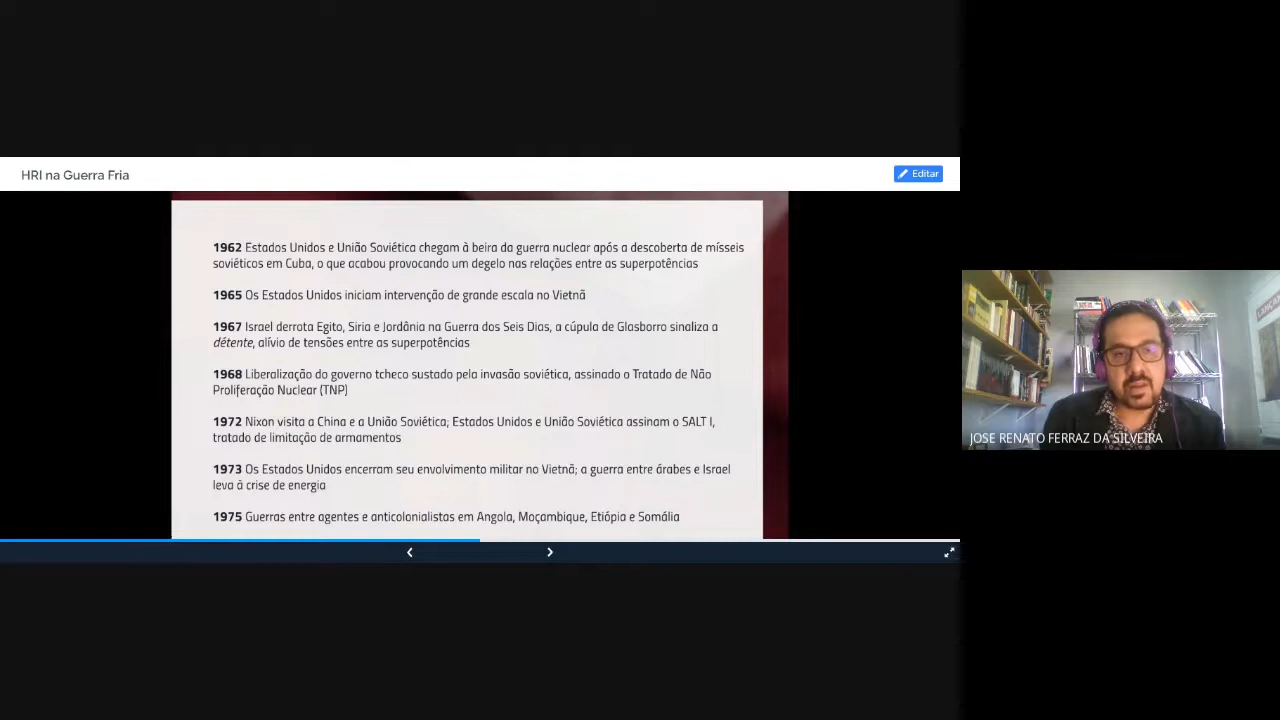 HRI na Guerra Fria
Editar
1962 Estados Unidos e União Soviética chegam à beira da guerra nuclear após a descoberta de mísseis
soviéticos em Cuba, o que acabou provocando um degelo nas relações entre as superpotências
1965 Os Estados Unidos iniciam intervenção de grande escala no Vietnã
1967 Israel derrota Egito, Síria e Jordânia na Guerra dos Seis Dias, a cúpula de Glasborro sinaliza a
détente, alívio de tensões entre as superpotências
1968 Liberalização do governo tcheco sustado pela invasão soviética, assinado o Tratado de Não
Proliferação Nuclear (TNP)
1972 Nixon visita a China e a União Soviética; Estados Unidos e União Soviética assinam o SALT I,
tratado de limitação de armamentos
1973 Os Estados Unidos encerram seu envolvimento militar no Vietnã; a guerra entre árabes e Israel
leva à crise de energia
1975 Guerras entre agentes e anticolonialistas em Angola, Moçambique, Etiópia e Somália
JOSE RENATO FERRAZ DA SILVEIRA